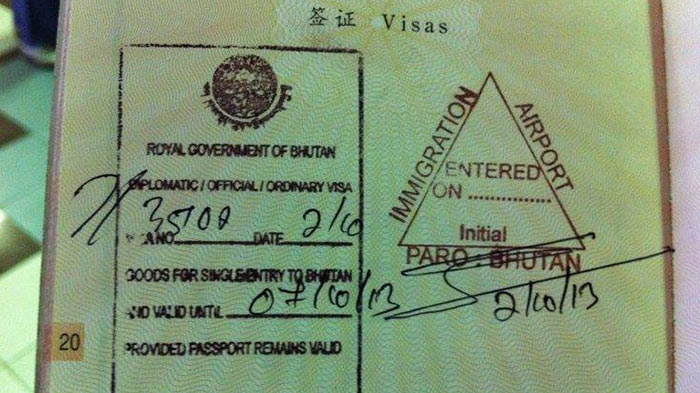 签证 Visas
ROYAL GOVERNMENT OF BHUTAN
DIPLOMATIC / OFFICIAL / ORDINARY VISA
35100 2/10
VISA NO. DATE
GOODS FOR SINGLE ENTRY TO BHUTAN
AND VALID UNTIL 07/10/13
PROVIDED PASSPORT REMAINS VALID
IMMIGRATION
AIRPORT
ENTERED
ON ..............
Initial
PARO - BHUTAN
2/10/13
20